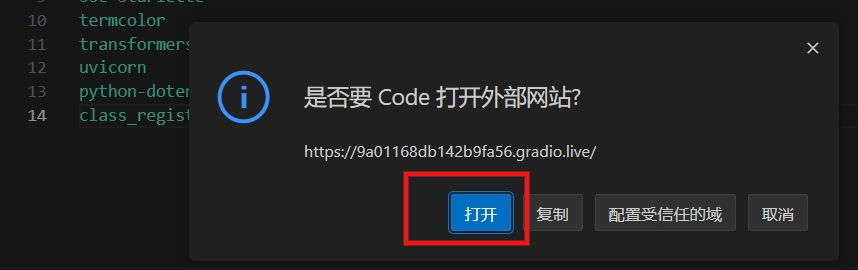 10 termcolor
11 transformers
12 uvicorn
13 python-doten
14 class_regist
是否要 Code 打开外部网站?
https://9a01168db142b9fa56.gradio.live/
打开 复制 配置受信任的域 取消